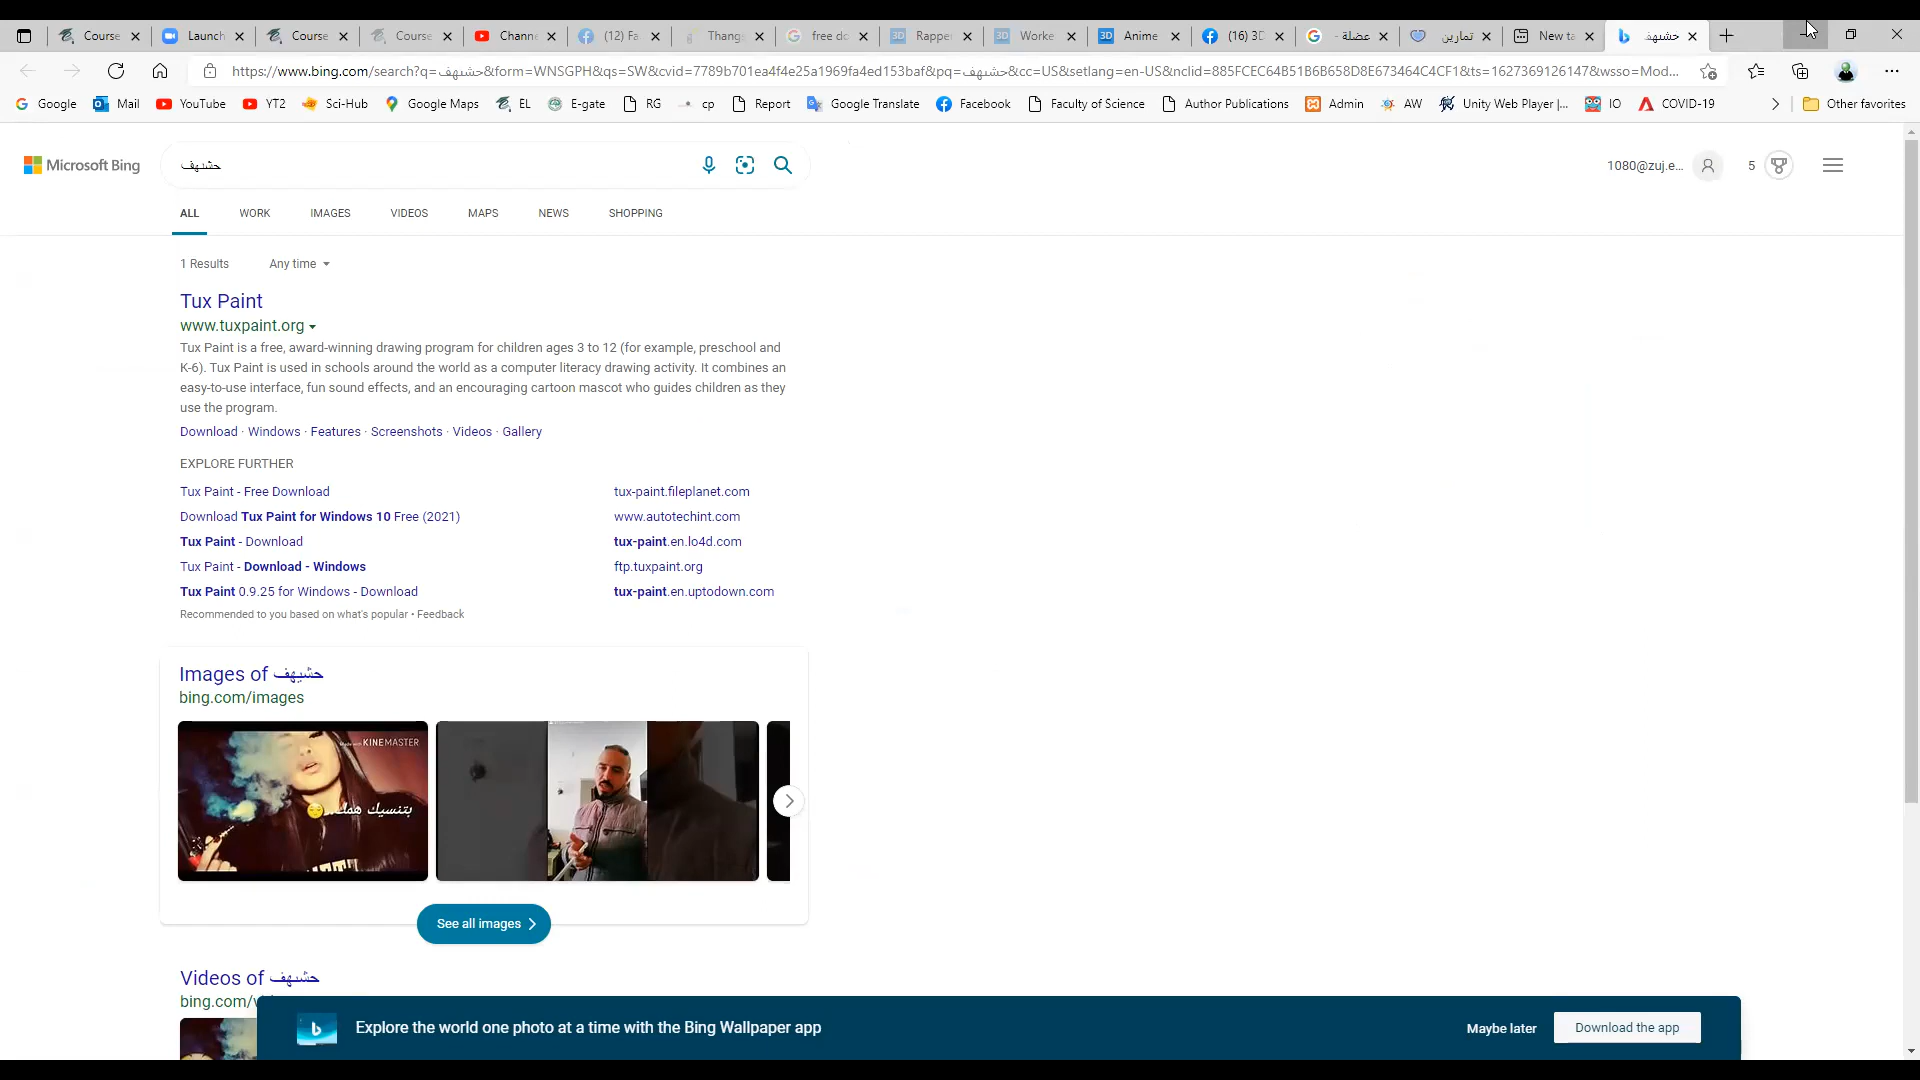 Course
Launch
Course
Course
Chann
(12) Fa
Thang
free do
Rappe
Worke
Anime
(16) 3D
عضلة -
تمارين
New ta
حشىهف
https://www.bing.com/search?q=حشىهف&form=WNSGPH&qs=SW&cvid=7789b701ea4f4e25a1969fa4ed153baf&pq=حشىهف&cc=US&setlang=en-US&nclid=885FCEC64B51B6B658D8E673464C4CF1&ts=1627369126147&wsso=Mod...
Google Mail YouTube YT2 Sci-Hub Google Maps EL E-gate RG cp Report Google Translate Facebook Faculty of Science Author Publications Admin AW Unity Web Player |... IO COVID-19 Other favorites
Microsoft Bing
حشىهف
1080@zuj.e...
5
ALL WORK IMAGES VIDEOS MAPS NEWS SHOPPING
1 Results Any time
Tux Paint
www.tuxpaint.org
Tux Paint is a free, award-winning drawing program for children ages 3 to 12 (for example, preschool and
K-6). Tux Paint is used in schools around the world as a computer literacy drawing activity. It combines an
easy-to-use interface, fun sound effects, and an encouraging cartoon mascot who guides children as they
use the program.
Download · Windows · Features · Screenshots · Videos · Gallery
EXPLORE FURTHER
Tux Paint - Free Download tux-paint.fileplanet.com
Download Tux Paint for Windows 10 Free (2021) www.autotechint.com
Tux Paint - Download tux-paint.en.lo4d.com
Tux Paint - Download - Windows ftp.tuxpaint.org
Tux Paint 0.9.25 for Windows - Download tux-paint.en.uptodown.com
Recommended to you based on what's popular • Feedback
Images of حشيهف
bing.com/images
Made with KINEMASTER
بتنسيك همك
See all images
Videos of حشىهف
bing.com/v
Explore the world one photo at a time with the Bing Wallpaper app
Maybe later
Download the app